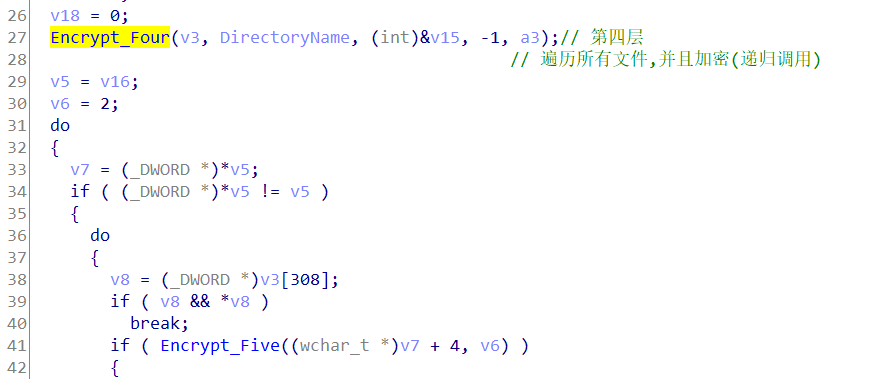 26 v18 = 0;
27 Encrypt_Four(v3, DirectoryName, (int)&v15, -1, a3);// 第四层
28 // 遍历所有文件,并且加密(递归调用)
29 v5 = v16;
30 v6 = 2;
31 do
32 {
33 v7 = (_DWORD *)*v5;
34 if ( (_DWORD *)*v5 != v5 )
35 {
36 do
37 {
38 v8 = (_DWORD *)v3[308];
39 if ( v8 && *v8 )
40 break;
41 if ( Encrypt_Five((wchar_t *)v7 + 4, v6) )
42 {